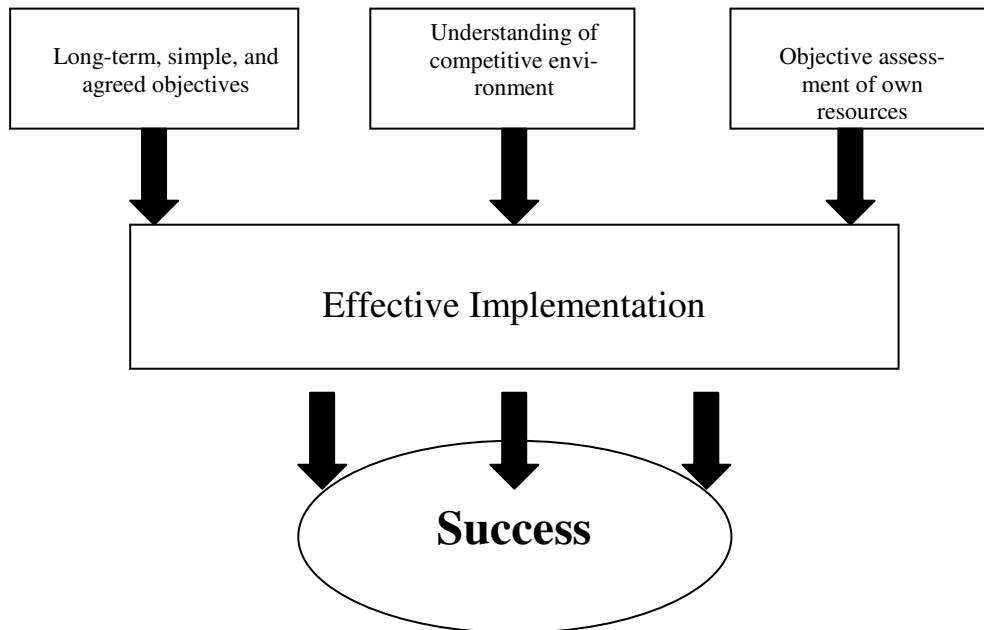 Long-term, simple, and
agreed objectives
Understanding of
competitive envi-
ronment
Objective assess-
ment of own
resources
Effective Implementation
Success